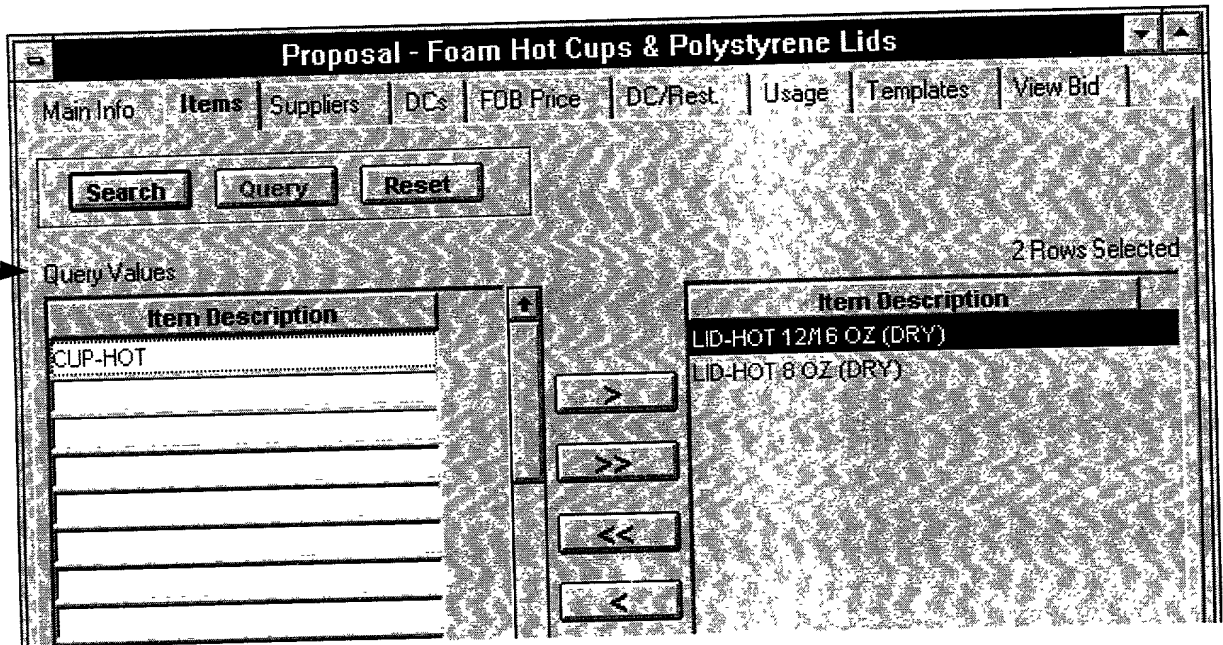 Proposal - Foam Hot Cups & Polystyrene Lids
Main Info Items Suppliers DCs FOB Price DC/Rest. Usage Templates View Bid
Search Query Reset
2 Rows Selected
Query Values
Item Description Item Description
CUP-HOT LID-HOT 12/16 OZ (DRY)
LID-HOT 8 OZ (DRY)
>
>>
<<
<